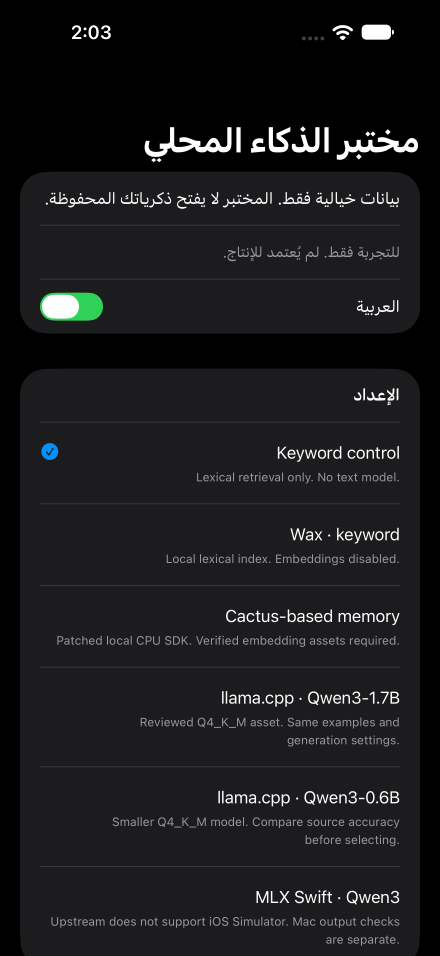 2:03
مختبر الذكاء المحلي
بيانات خيالية فقط. المختبر لا يفتح ذكرياتك المحفوظة.
للتجربة فقط. لم يُعتمد للإنتاج.
العربية
الإعداد
Keyword control
Lexical retrieval only. No text model.
Wax · keyword
Local lexical index. Embeddings disabled.
Cactus-based memory
Patched local CPU SDK. Verified embedding assets required.
llama.cpp · Qwen3-1.7B
Reviewed Q4_K_M asset. Same examples and
generation settings.
llama.cpp · Qwen3-0.6B
Smaller Q4_K_M model. Compare source accuracy
before selecting.
MLX Swift · Qwen3
Upstream does not support iOS Simulator. Mac output checks
are separate.